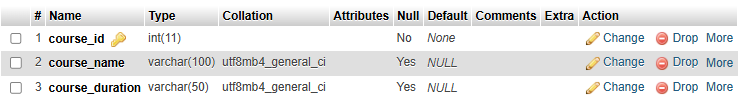 # Name Type Collation Attributes Null Default Comments Extra Action
1 course_id int(11) No None Change Drop More
2 course_name varchar(100) utf8mb4_general_ci Yes NULL Change Drop More
3 course_duration varchar(50) utf8mb4_general_ci Yes NULL Change Drop More